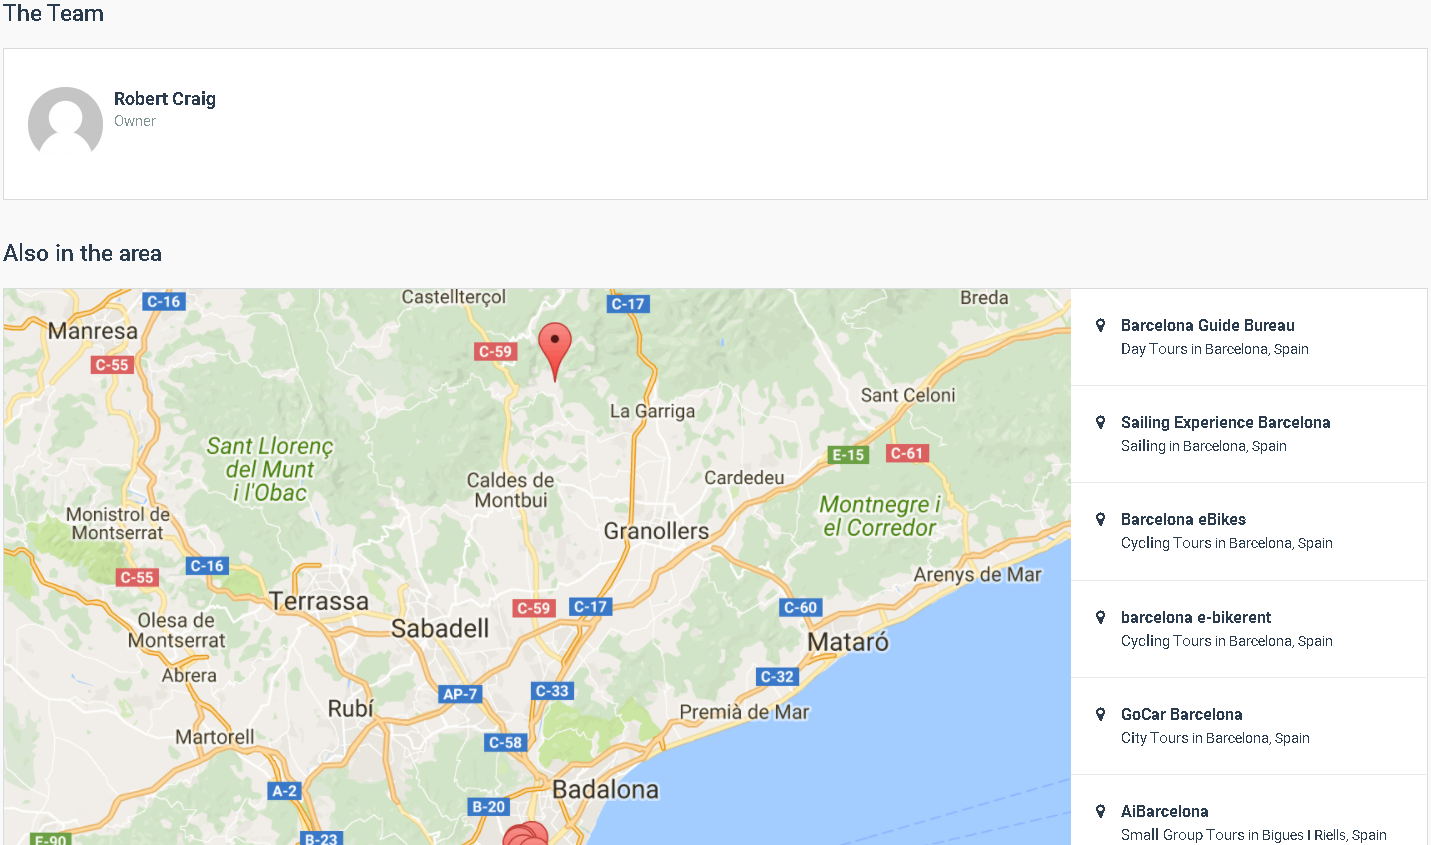 The Team
Robert Craig
Owner
Also in the area
C-16
Castellterçol
C-17
Breda
Manresa
C-55
C-59
La Garriga
Sant Celoni
Sant Llorenç
del Munt
i l'Obac
E-15
C-61
Caldes de
Montbui
Cardedeu
Montnegre i
el Corredor
Monistrol de
Montserrat
Granollers
C-16
C-55
Arenys de Mar
Terrassa
C-59
C-17
C-60
Olesa de
Montserrat
Sabadell
Mataró
Abrera
C-32
AP-7
C-33
Rubí
Premià de Mar
Martorell
C-58
A-2
Badalona
B-20
E-90
B-23
Barcelona Guide Bureau
Day Tours in Barcelona, Spain
Sailing Experience Barcelona
Sailing in Barcelona, Spain
Barcelona eBikes
Cycling Tours in Barcelona, Spain
barcelona e-bikerent
Cycling Tours in Barcelona, Spain
GoCar Barcelona
City Tours in Barcelona, Spain
AiBarcelona
Small Group Tours in Bigues I Riells, Spain